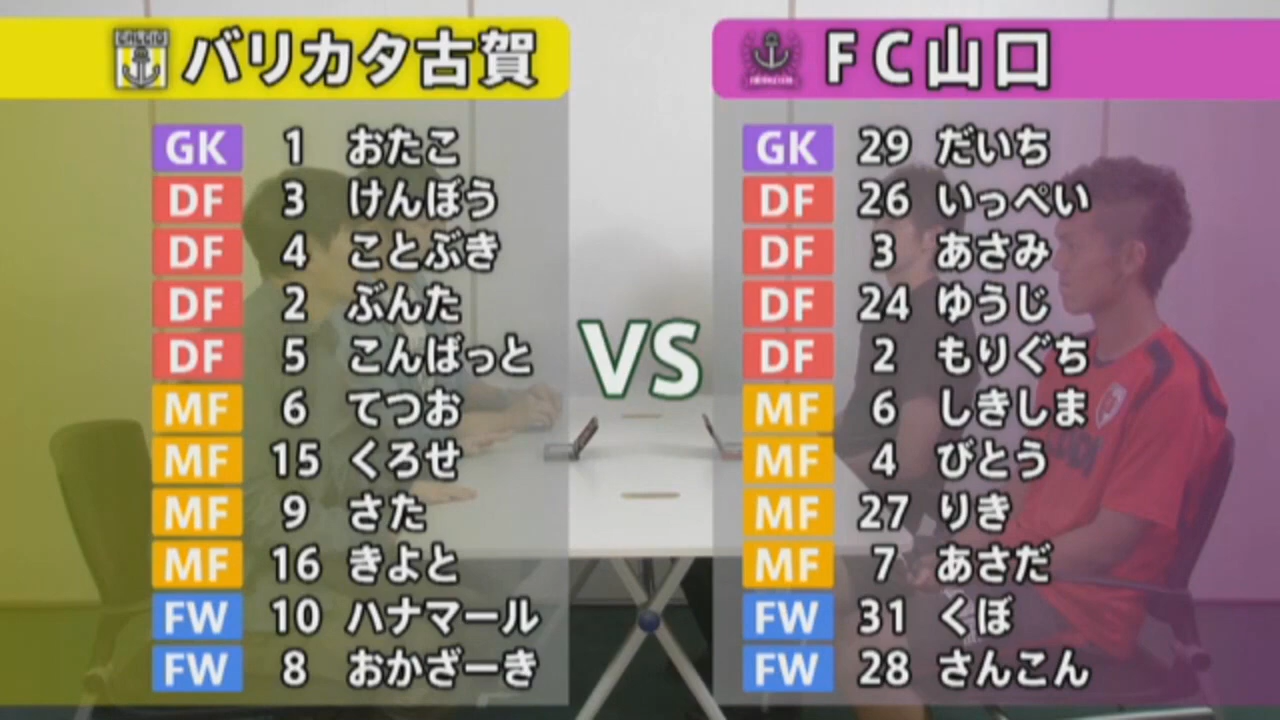 CALCIO
バリカタ古賀
GK 1 おたこ
DF 3 けんぼう
DF 4 ことぶき
DF 2 ぶんた
DF 5 こんばっと
MF 6 てつお
MF 15 くろせ
MF 9 さた
MF 16 きよと
FW 10 ハナマール
FW 8 おかざーき
VS
FC山口
GK 29 だいち
DF 26 いっぺい
DF 3 あさみ
DF 24 ゆうじ
DF 2 もりぐち
MF 6 しきしま
MF 4 びとう
MF 27 りき
MF 7 あさだ
FW 31 くぼ
FW 28 さんこん